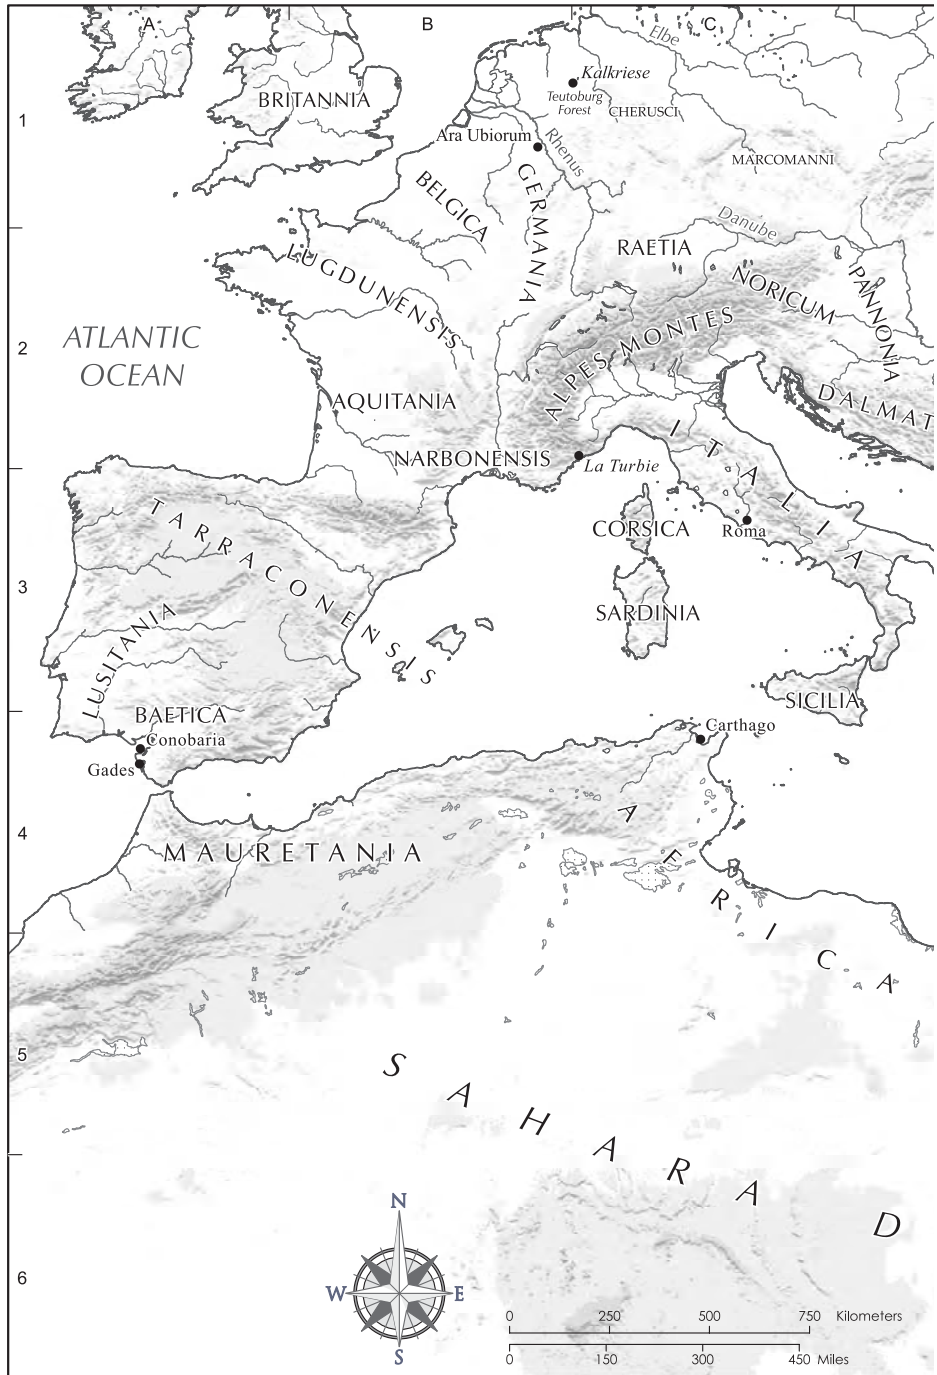 A
B
C
Elbe
Kalkriese
Teutoburg
Forest
CHERUSCI
BRITANNIA
1
Ara Ubiorum
Rhenus
MARCOMANNI
BELGICA
GERMANIA
Danube
RAETIA
LUGDUNENSIS
NORICUM
PANNONIA
ATLANTIC
OCEAN
2
ALPES MONTES
DALMAT
AQUITANIA
NARBONENSIS
La Turbie
ITALIA
TARRACONENSIS
CORSICA
Roma
3
SARDINIA
LUSITANIA
SICILIA
BAETICA
Conobaria
Carthago
Gades
4
MAURETANIA
AFRICA
5
SAHARA D
N
W
E
S
6
0 250 500 750 Kilometers
0 150 300 450 Miles